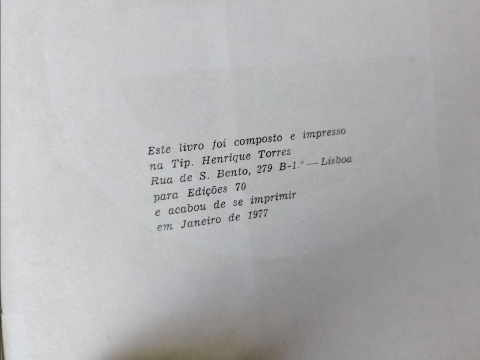 Este livro foi composto e impresso
na Tip. Henrique Torres
Rua de S. Bento, 279 B-1.º — Lisboa
para Edições 70
e acabou de se imprimir
em Janeiro de 1977